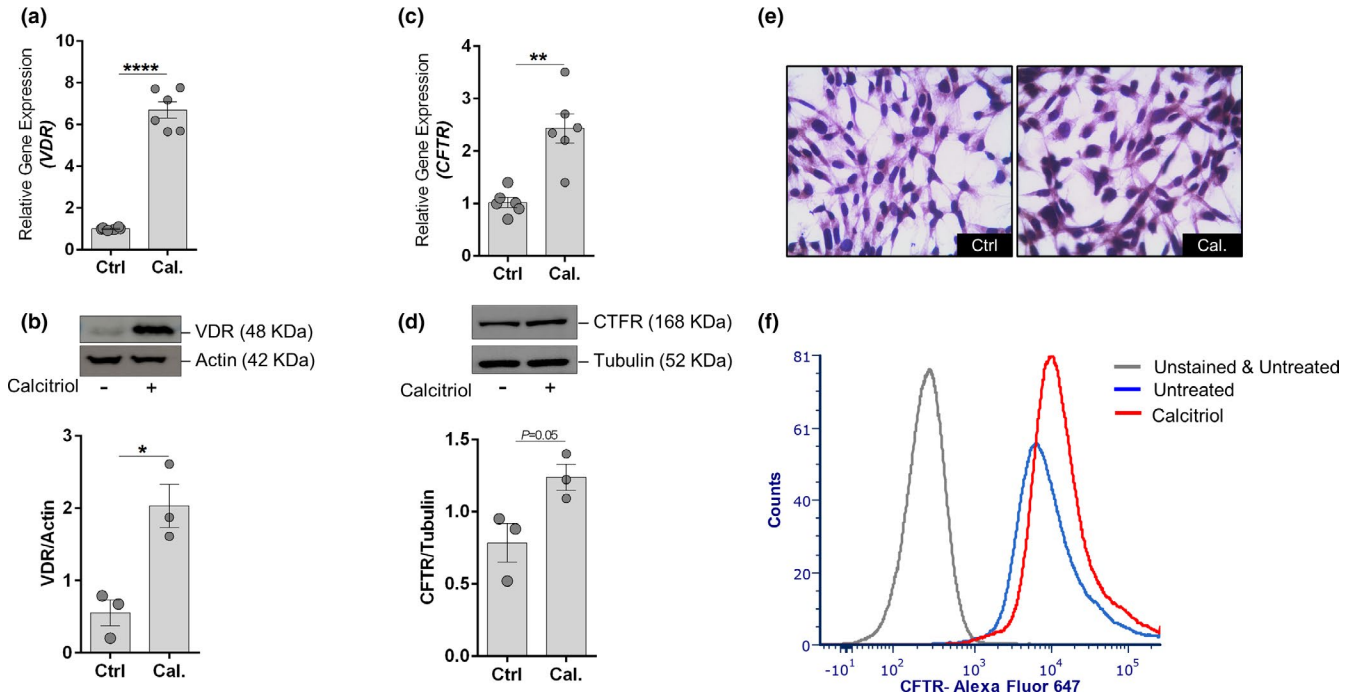 (a)
Relative Gene Expression
(VDR)
10
8
6
4
2
1
0
****
Ctrl
Cal.
(b)
VDR (48 KDa)
Actin (42 KDa)
Calcitriol
-
+
VDR/Actin
3
2
1
0
*
Ctrl
Cal.
(c)
Relative Gene Expression
(CFTR)
4
3
2
1
0
**
Ctrl
Cal.
(d)
CTFR (168 KDa)
Tubulin (52 KDa)
Calcitriol
-
+
CFTR/Tubulin
1.5
1.0
0.5
0.0
P=0.05
Ctrl
Cal.
(e)
Ctrl
Cal.
(f)
Counts
81
61
40
20
0
Unstained & Untreated
Untreated
Calcitriol
-10¹
10²
10³
10⁴
10⁵
CFTR- Alexa Fluor 647